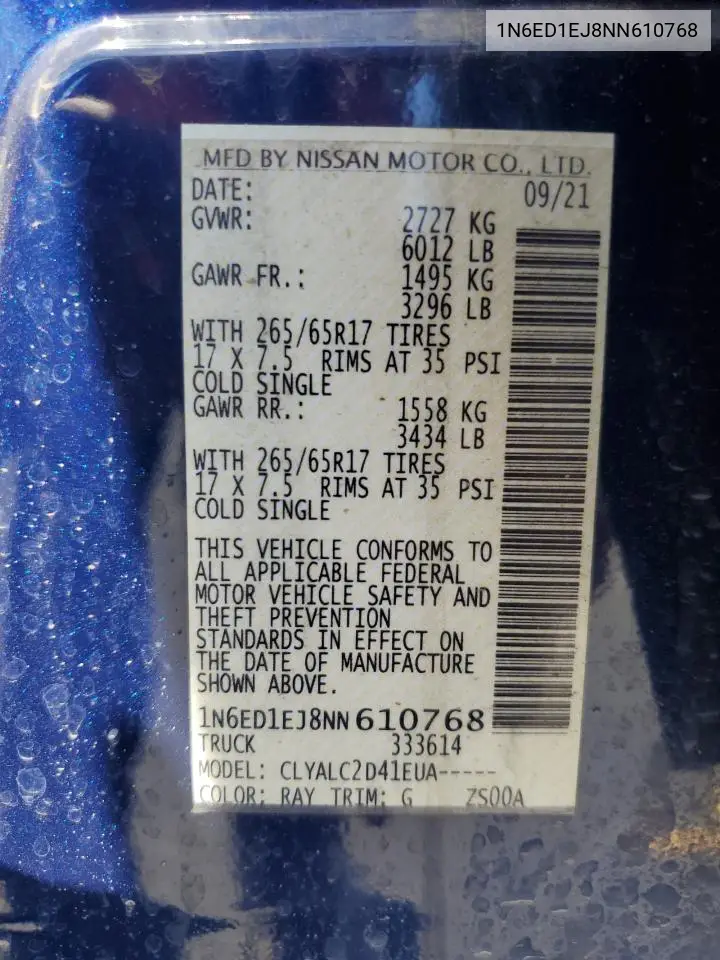 1N6ED1EJ8NN610768
MFD BY NISSAN MOTOR CO., LTD.
DATE: 09/21
GVWR: 2727 KG
6012 LB
GAWR FR.: 1495 KG
3296 LB
WITH 265/65R17 TIRES
17 X 7.5 RIMS AT 35 PSI
COLD SINGLE
GAWR RR.: 1558 KG
3434 LB
WITH 265/65R17 TIRES
17 X 7.5 RIMS AT 35 PSI
COLD SINGLE
THIS VEHICLE CONFORMS TO
ALL APPLICABLE FEDERAL
MOTOR VEHICLE SAFETY AND
THEFT PREVENTION
STANDARDS IN EFFECT ON
THE DATE OF MANUFACTURE
SHOWN ABOVE.
1N6ED1EJ8NN 610768
TRUCK 333614
MODEL: CLYALC2D41EUA-----
COLOR: RAY TRIM: G ZS00A